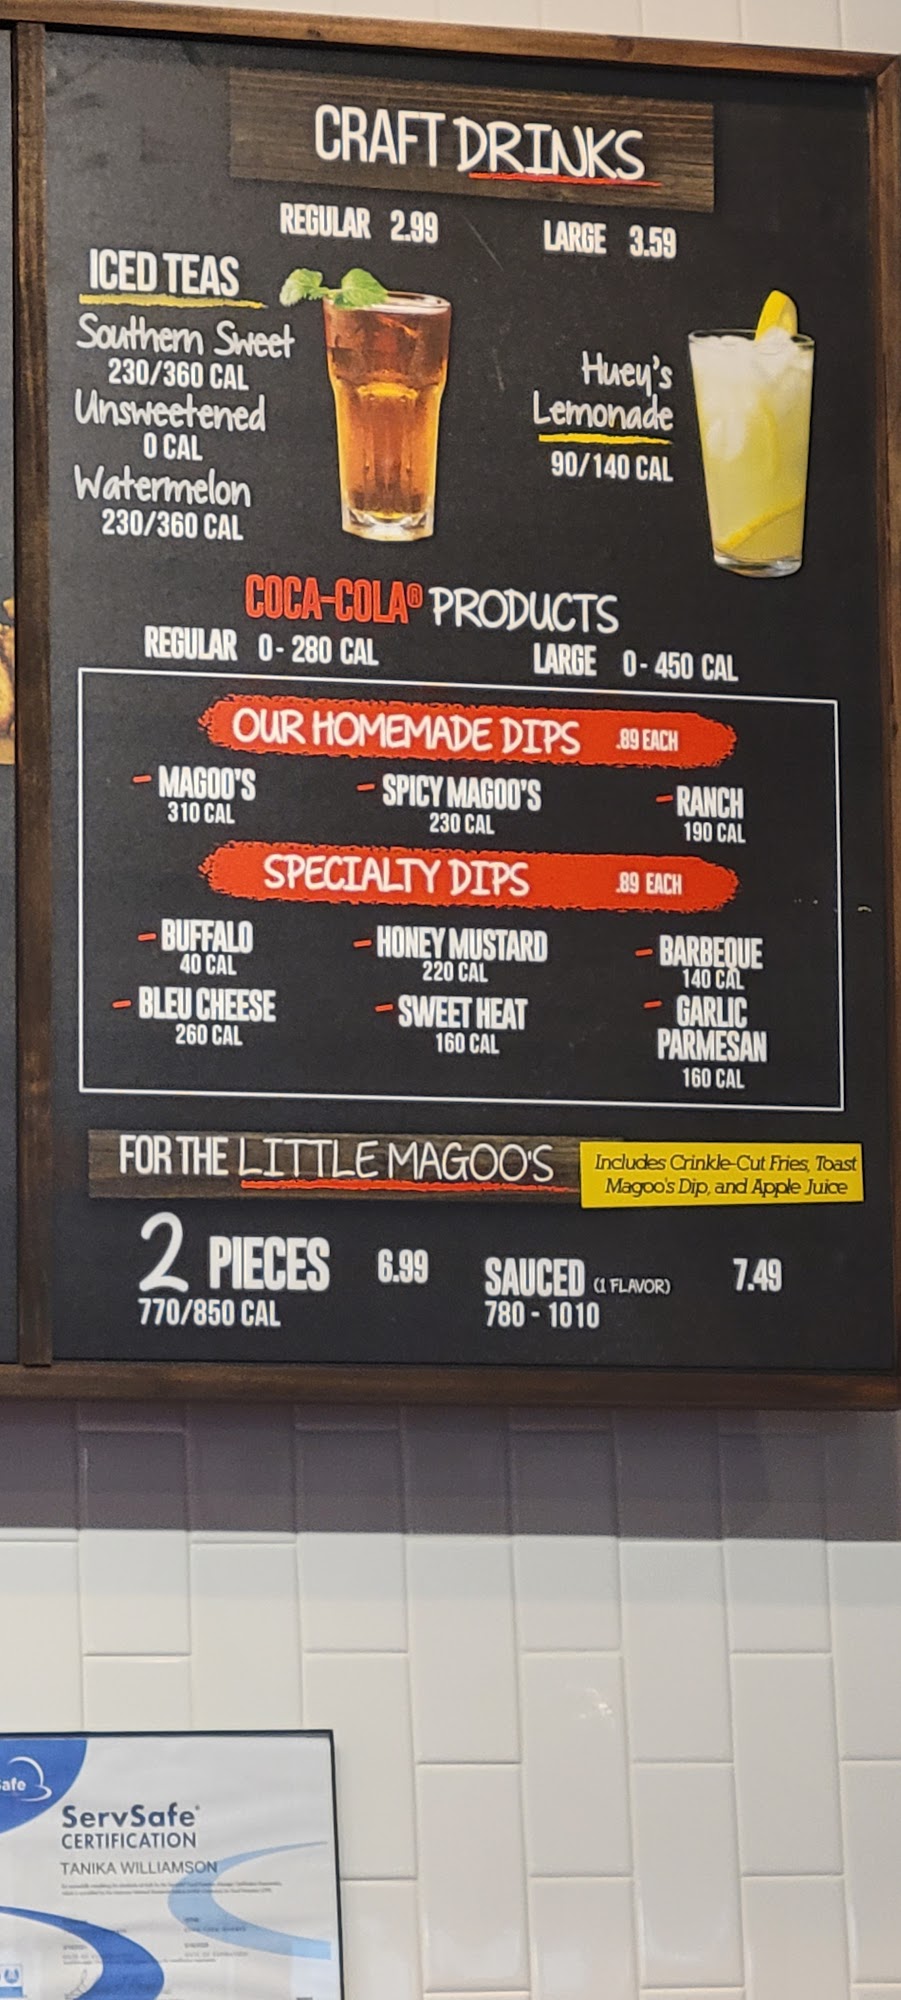 CRAFT DRINKS
REGULAR 2.99 LARGE 3.59
ICED TEAS
Southern Sweet
230/360 CAL
Unsweetened
0 CAL
Watermelon
230/360 CAL
Huey's
Lemonade
90/140 CAL
COCA-COLA® PRODUCTS
REGULAR 0 - 280 CAL LARGE 0 - 450 CAL
OUR HOMEMADE DIPS .89 EACH
- MAGOO'S - SPICY MAGOO'S - RANCH
310 CAL 230 CAL 190 CAL
SPECIALTY DIPS .89 EACH
- BUFFALO - HONEY MUSTARD - BARBEQUE
40 CAL 220 CAL 140 CAL
- BLEU CHEESE - SWEET HEAT - GARLIC
PARMESAN
260 CAL 160 CAL 160 CAL
FOR THE LITTLE MAGOO'S
Includes Crinkle-Cut Fries, Toast
Magoo's Dip, and Apple Juice
2 PIECES 6.99 SAUCED (1 FLAVOR) 7.49
770/850 CAL 780 - 1010
ServSafe®
CERTIFICATION
TANIKA WILLIAMSON